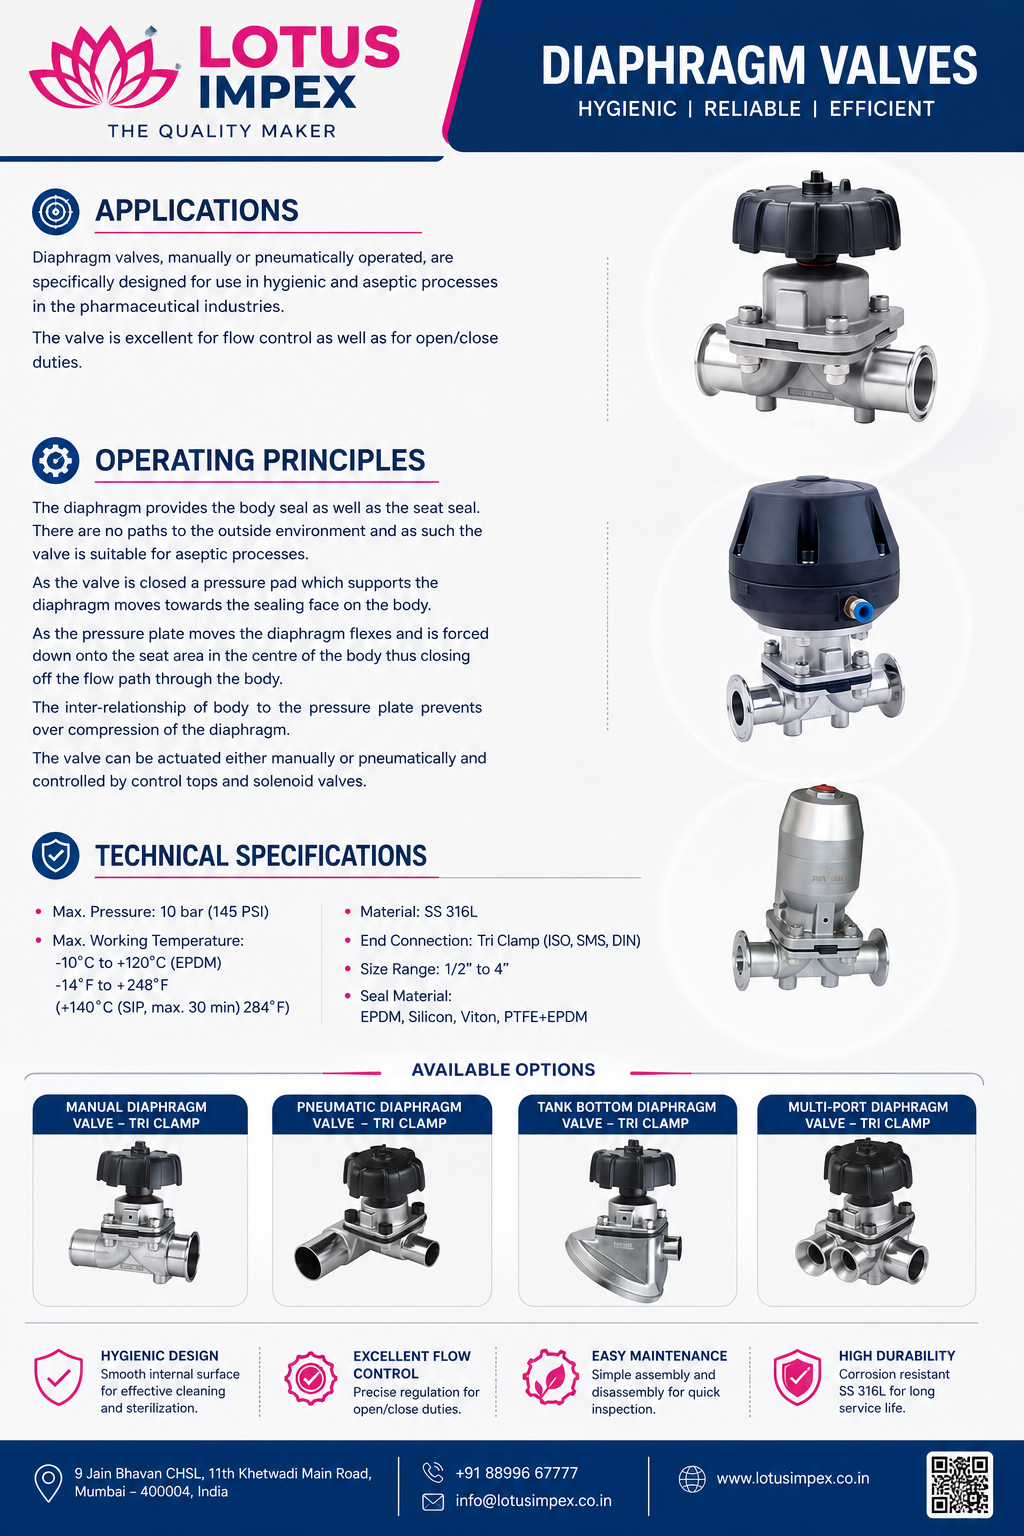 LOTUS
IMPEX
THE QUALITY MAKER
DIAPHRAGM VALVES
HYGIENIC | RELIABLE | EFFICIENT
APPLICATIONS
Diaphragm valves, manually or pneumatically operated, are
specifically designed for use in hygienic and aseptic processes
in the pharmaceutical industries.
The valve is excellent for flow control as well as for open/close
duties.
OPERATING PRINCIPLES
The diaphragm provides the body seal as well as the seat seal.
There are no paths to the outside environment and as such the
valve is suitable for aseptic processes.
As the valve is closed a pressure pad which supports the
diaphragm moves towards the sealing face on the body.
As the pressure plate moves the diaphragm flexes and is forced
down onto the seat area in the centre of the body thus closing
off the flow path through the body.
The inter-relationship of body to the pressure plate prevents
over compression of the diaphragm.
The valve can be actuated either manually or pneumatically and
controlled by control tops and solenoid valves.
TECHNICAL SPECIFICATIONS
• Max. Pressure: 10 bar (145 PSI)
• Max. Working Temperature:
-10°C to +120°C (EPDM)
-14°F to +248°F
(+140°C (SIP, max. 30 min) 284°F)
• Material: SS 316L
• End Connection: Tri Clamp (ISO, SMS, DIN)
• Size Range: 1/2" to 4"
• Seal Material:
EPDM, Silicon, Viton, PTFE+EPDM
AVAILABLE OPTIONS
MANUAL DIAPHRAGM
VALVE – TRI CLAMP
PNEUMATIC DIAPHRAGM
VALVE – TRI CLAMP
TANK BOTTOM DIAPHRAGM
VALVE – TRI CLAMP
MULTI-PORT DIAPHRAGM
VALVE – TRI CLAMP
HYGIENIC DESIGN
Smooth internal surface
for effective cleaning
and sterilization.
EXCELLENT FLOW
CONTROL
Precise regulation for
open/close duties.
EASY MAINTENANCE
Simple assembly and
disassembly for quick
inspection.
HIGH DURABILITY
Corrosion resistant
SS 316L for long
service life.
9 Jain Bhavan CHSL, 11th Khetwadi Main Road,
Mumbai – 400004, India
+91 88996 67777
info@lotusimpex.co.in
www.lotusimpex.co.in